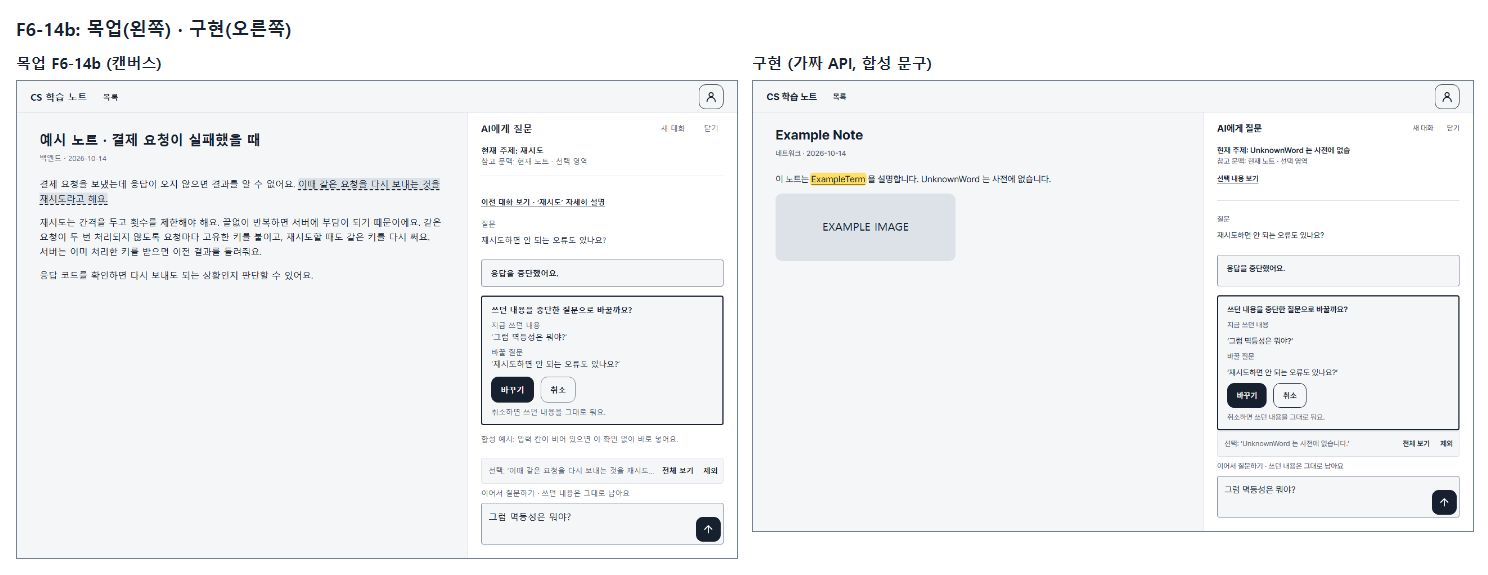 F6-14b: 목업(왼쪽) · 구현(오른쪽)
목업 F6-14b (캔버스)
CS 학습 노트 목록
예시 노트 · 결제 요청이 실패했을 때
백엔드 · 2026-10-14
결제 요청을 보냈는데 응답이 오지 않으면 결과를 알 수 없어요. 이때 같은 요청을 다시 보내는 것을
재시도라고 해요.
재시도는 간격을 두고 횟수를 제한해야 해요. 끝없이 반복하면 서버에 부담이 되기 때문이에요. 같은
요청이 두 번 처리되지 않도록 요청마다 고유한 키를 붙이고, 재시도할 때도 같은 키를 다시 써요.
서버는 이미 처리한 키를 받으면 이전 결과를 돌려줘요.
응답 코드를 확인하면 다시 보내도 되는 상황인지 판단할 수 있어요.
AI에게 질문 새 대화 닫기
현재 주제: 재시도
참고 문맥: 현재 노트 · 선택 영역
이전 대화 보기 · ‘재시도’ 자세히 설명
질문
재시도하면 안 되는 오류도 있나요?
응답을 중단했어요.
쓰던 내용을 중단한 질문으로 바꿀까요?
지금 쓰던 내용
‘그럼 멱등성은 뭐야?’
바꿀 질문
‘재시도하면 안 되는 오류도 있나요?’
바꾸기 취소
취소하면 쓰던 내용을 그대로 둬요.
합성 예시: 입력 칸이 비어 있으면 이 확인 없이 바로 넣어요.
선택: ‘이때 같은 요청을 다시 보내는 것을 재시도... 전체 보기 제외
이어서 질문하기 · 쓰던 내용은 그대로 남아요
그럼 멱등성은 뭐야?
구현 (가짜 API, 합성 문구)
CS 학습 노트 목록
Example Note
네트워크 · 2026-10-14
이 노트는 ExampleTerm 을 설명합니다. UnknownWord 는 사전에 없습니다.
EXAMPLE IMAGE
AI에게 질문 새 대화 닫기
현재 주제: UnknownWord 는 사전에 없습
참고 문맥: 현재 노트 · 선택 영역
선택 내용 보기
질문
재시도하면 안 되는 오류도 있나요?
응답을 중단했어요.
쓰던 내용을 중단한 질문으로 바꿀까요?
지금 쓰던 내용
‘그럼 멱등성은 뭐야?’
바꿀 질문
‘재시도하면 안 되는 오류도 있나요?’
바꾸기 취소
취소하면 쓰던 내용을 그대로 둬요.
선택: ‘UnknownWord 는 사전에 없습니다.’ 전체 보기 제외
이어서 질문하기 · 쓰던 내용은 그대로 남아요
그럼 멱등성은 뭐야?